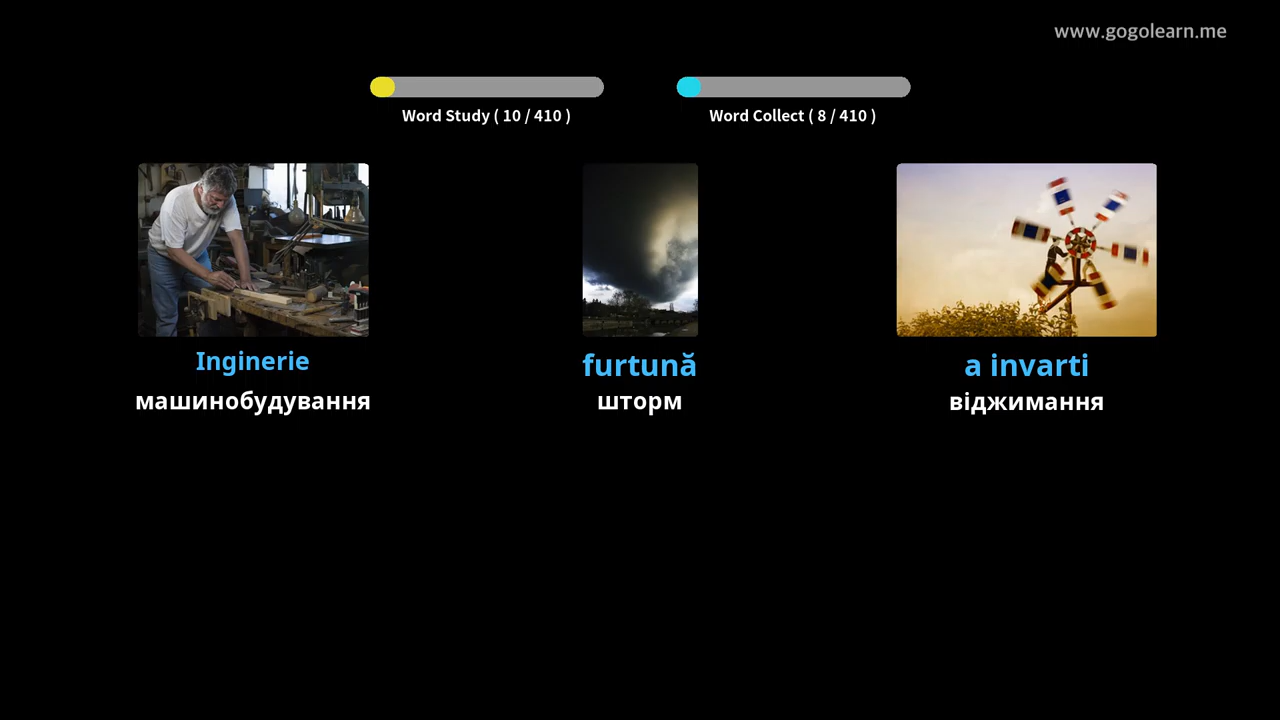 www.gogolearn.me
Word Study ( 10 / 410 )
Word Collect ( 8 / 410 )
Inginerie
машинобудування
furtună
шторм
a invarti
віджимання